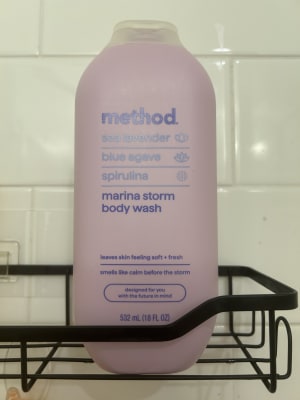 method.
sea lavender
blue agave
spirulina
marina storm
body wash
leaves skin feeling soft + fresh
smells like calm before the storm
designed for you
with the future in mind
532 mL (18 FL OZ)